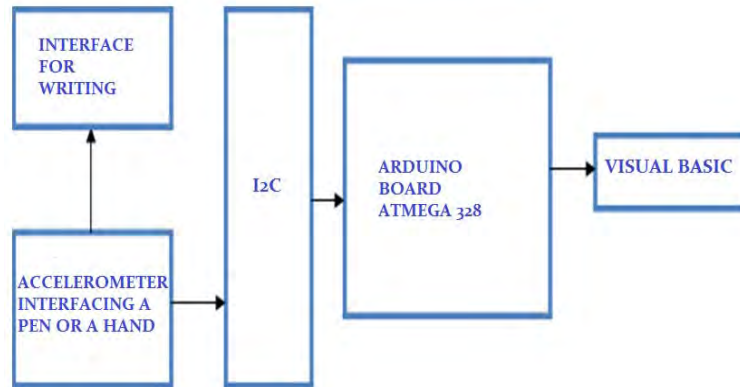 INTERFACE
FOR
WRITING
ACCELEROMETER
INTERFACING A
PEN OR A HAND
I2C
ARDUINO
BOARD
ATMEGA 328
VISUAL BASIC